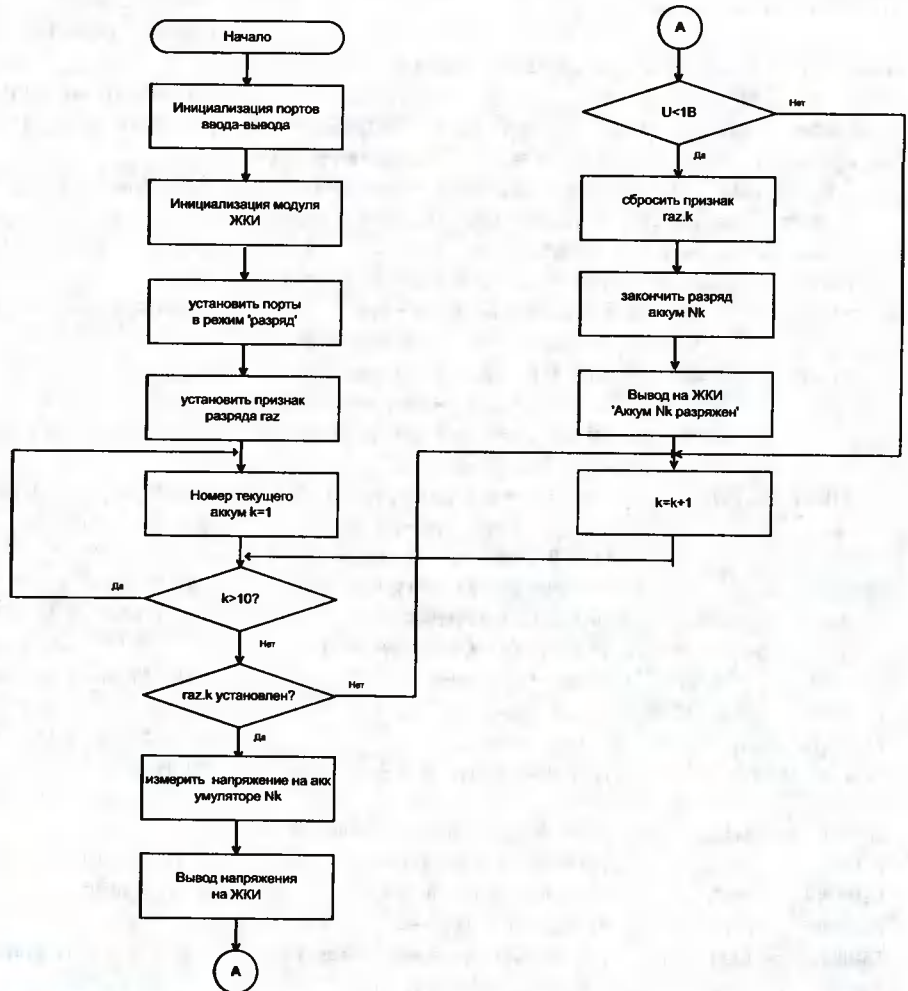 Начало
Инициализация портов
ввода-вывода
Инициализация модуля
ЖКИ
установить порты
в режим 'разряд'
установить признак
разряда raz
Номер текущего
аккум k=1
Да
k>10?
Нет
raz.k установлен?
Нет
Да
измерить напряжение на акк
умуляторе Nk
Вывод напряжения
на ЖКИ
А
А
U<1В
Нет
Да
сбросить признак
raz.k
закончить разряд
аккум Nk
Вывод на ЖКИ
'Аккум Nk разряжен'
k=k+1